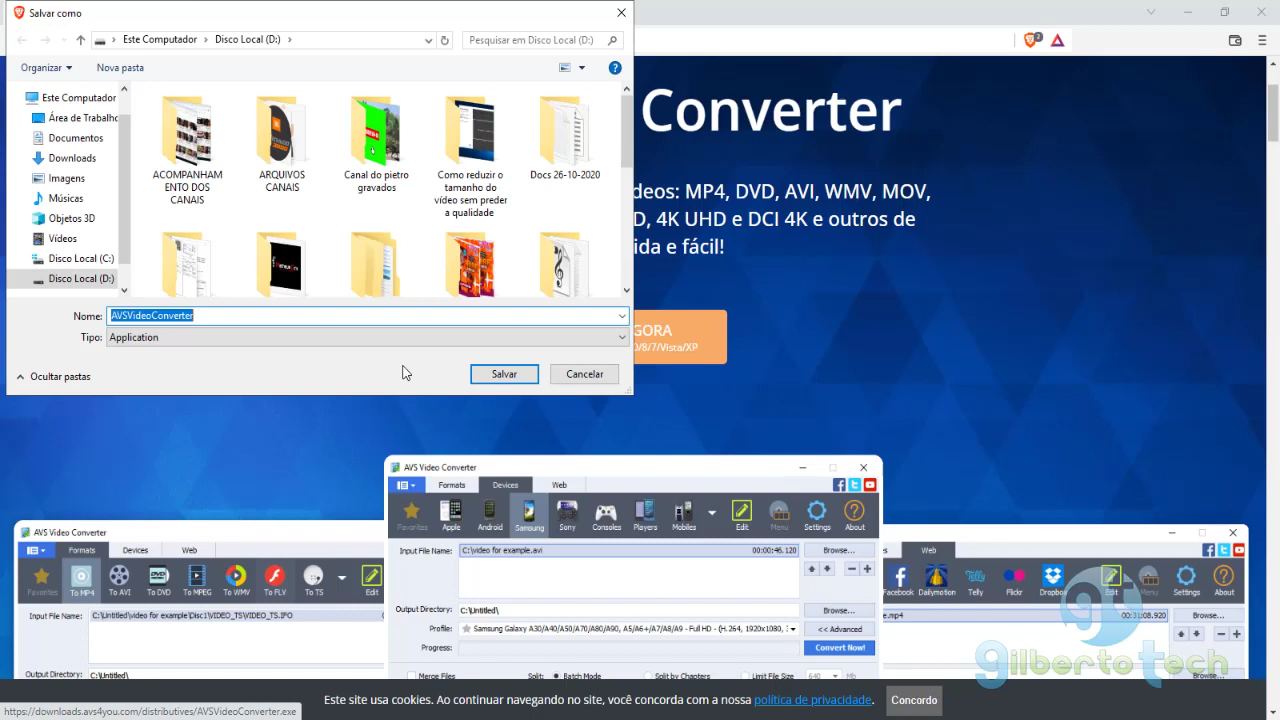 Salvar como
Este Computador
Disco Local (D:)
Pesquisar em Disco Local (D:)
2
Organizar
Nova pasta
Este Computador
Área de Trabalho
Documentos
Downloads
Imagens
Músicas
Objetos 3D
Vídeos
Disco Local (C:)
Disco Local (D:)
ACOMPANHAM
ENTO DOS
CANAIS
ARQUIVOS
CANAIS
Canal do pietro
gravados
Como reduzir o
tamanho do
vídeo sem preder
a qualidade
Docs 26-10-2020
Nome: AVSVideoConverter
Tipo: Application
Ocultar pastas
Salvar
Cancelar
Converter
deos: MP4, DVD, AVI, WMV, MOV,
D, 4K UHD e DCI 4K e outros de
ida e fácil!
GORA
0/8/7/Vista/XP
AVS Video Converter
Formats
Devices
Web
Favorites
Apple
Android
Samsung
Sony
Consoles
Players
Mobiles
Edit
Menu
Settings
About
Input File Name:
C:\video for example.avi
00:00:46.120
Browse...
Output Directory:
C:\Untitled\
Browse...
Profile:
Samsung Galaxy A30/A40/A50/A70/A80/A90, A5/A6+/A7/A8/A9 - Full HD - (H.264, 1920x1080,
<< Advanced
Progress:
Convert Now!
Merge Files
Split:
Batch Mode
Split by Chapters
Limit File Size
640
Mb
AVS Video Converter
Formats
Devices
Web
Favorites
To MP4
To AVI
To DVD
To MPEG
To WMV
To FLV
To TS
Edit
Input File Name:
C:\Untitled\video for example\Disc1\VIDEO_TS\VIDEO_TS.IFO
Output Directory:
C:\Untitled\
es
Web
Facebook
Dailymotion
Telly
Flickr
Dropbox
Edit
Menu
Settings
About
e.mp4
00:31:08.920
Browse...
Browse...
gilberto tech
Este site usa cookies. Ao continuar navegando no site, você concorda com a nossa política de privacidade.
Concordo
https://downloads.avs4you.com/distributives/AVSVideoConverter.exe